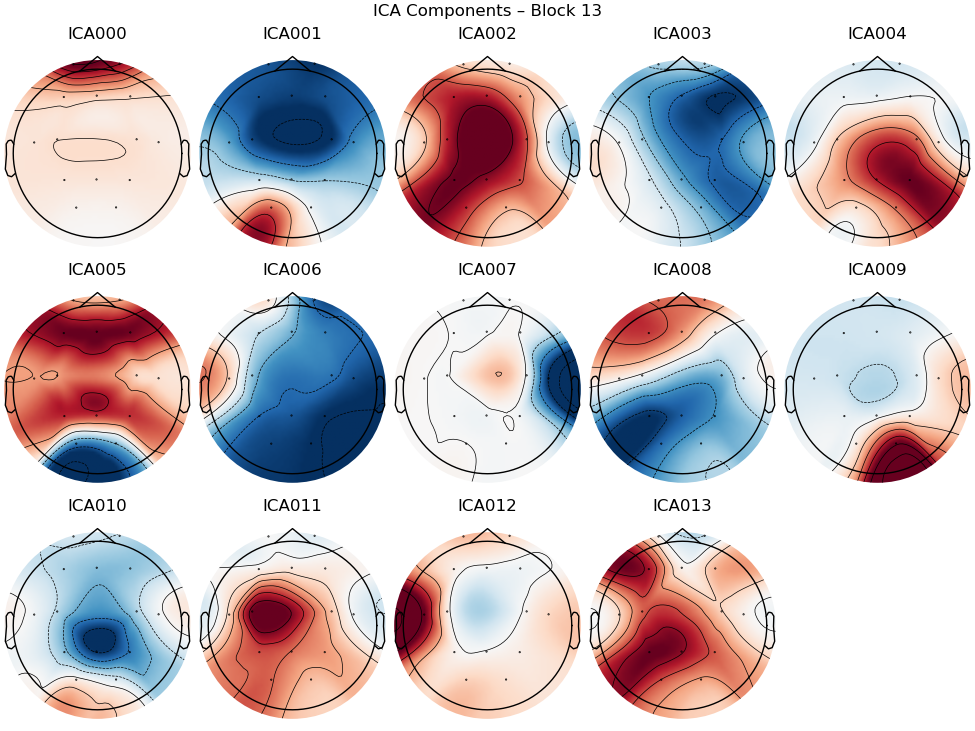 ICA Components – Block 13
ICA000 ICA001 ICA002 ICA003 ICA004
ICA005 ICA006 ICA007 ICA008 ICA009
ICA010 ICA011 ICA012 ICA013